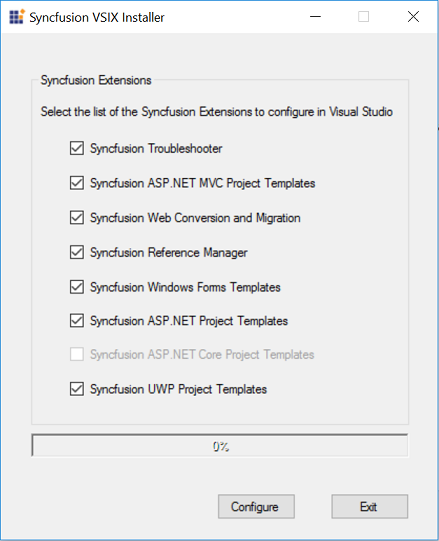 Syncfusion VSIX Installer
Syncfusion Extensions
Select the list of the Syncfusion Extensions to configure in Visual Studio
Syncfusion Troubleshooter
Syncfusion ASP.NET MVC Project Templates
Syncfusion Web Conversion and Migration
Syncfusion Reference Manager
Syncfusion Windows Forms Templates
Syncfusion ASP.NET Project Templates
Syncfusion ASP.NET Core Project Templates
Syncfusion UWP Project Templates
0%
Configure
Exit